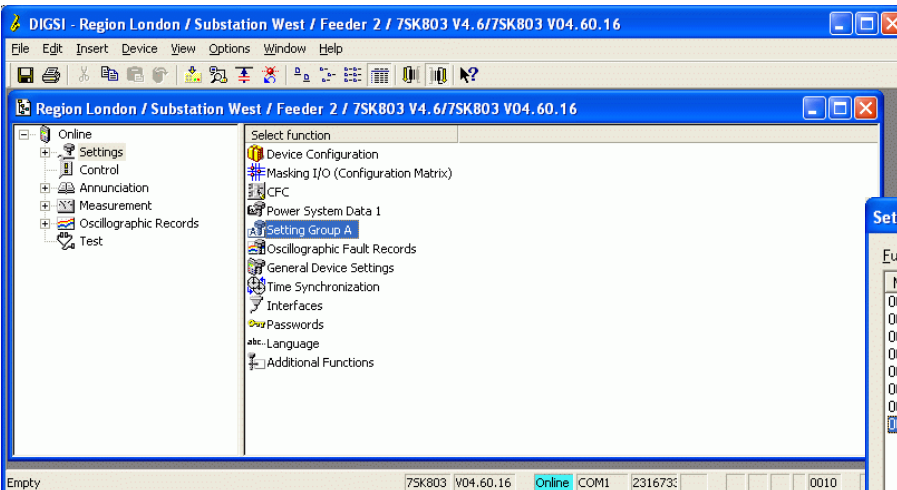 DIGSI - Region London / Substation West / Feeder 2 / 7SK803 V4.6/7SK803 V04.60.16
File Edit Insert Device View Options Window Help
Region London / Substation West / Feeder 2 / 7SK803 V4.6/7SK803 V04.60.16
Online
Settings
Control
Annunciation
Measurement
Oscillographic Records
Test
Select function
Device Configuration
Masking I/O (Configuration Matrix)
CFC
Power System Data 1
Setting Group A
Oscillographic Fault Records
General Device Settings
Time Synchronization
Interfaces
Passwords
abc.. Language
Additional Functions
Set
Fu
Empty 7SK803 V04.60.16 Online COM1 231673 0010